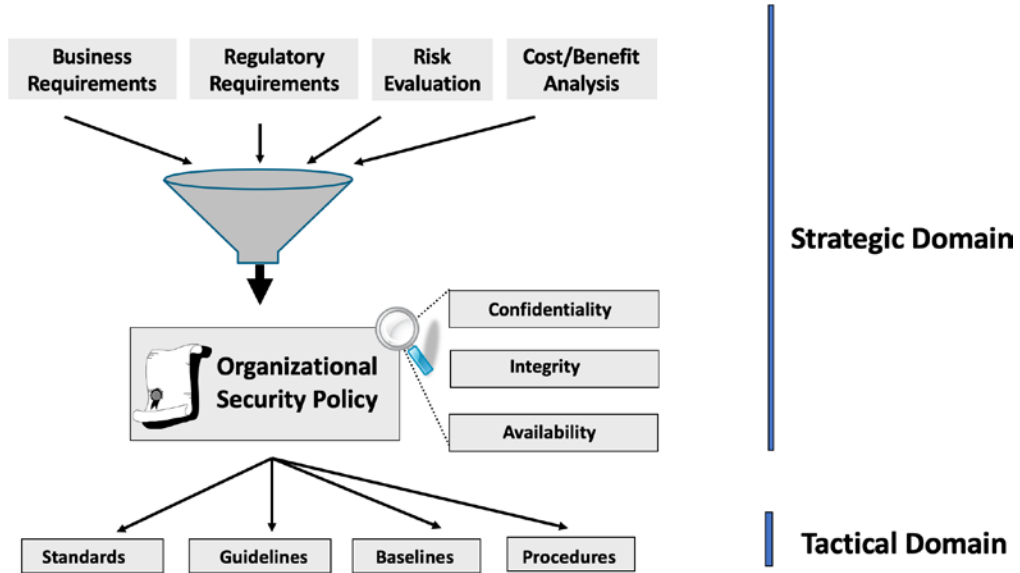 Business
Requirements
Regulatory
Requirements
Risk
Evaluation
Cost/Benefit
Analysis
Strategic Domain
Confidentiality
Organizational
Security Policy
Integrity
Availability
Standards
Guidelines
Baselines
Procedures
Tactical Domain